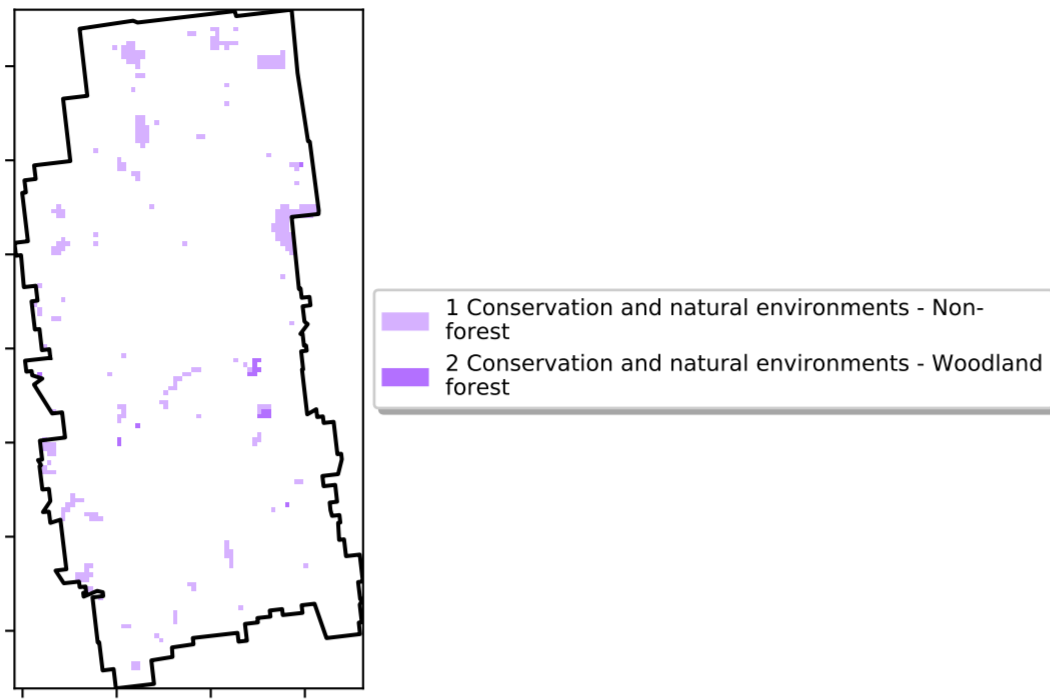 1 Conservation and natural environments - Non-
forest
2 Conservation and natural environments - Woodland
forest